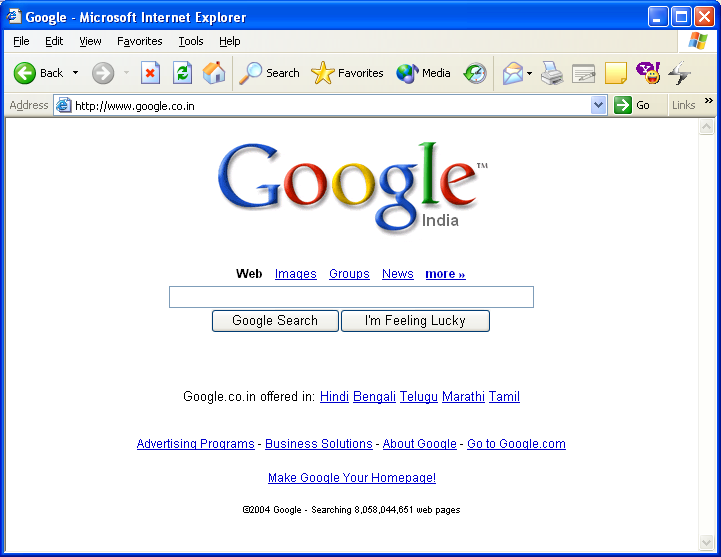 Google - Microsoft Internet Explorer
File Edit View Favorites Tools Help
Back Search Favorites Media
Address http://www.google.co.in Go Links »
Google™
India
Web Images Groups News more »
Google Search I'm Feeling Lucky
Google.co.in offered in: Hindi Bengali Telugu Marathi Tamil
Advertising Programs - Business Solutions - About Google - Go to Google.com
Make Google Your Homepage!
©2004 Google - Searching 8,058,044,651 web pages